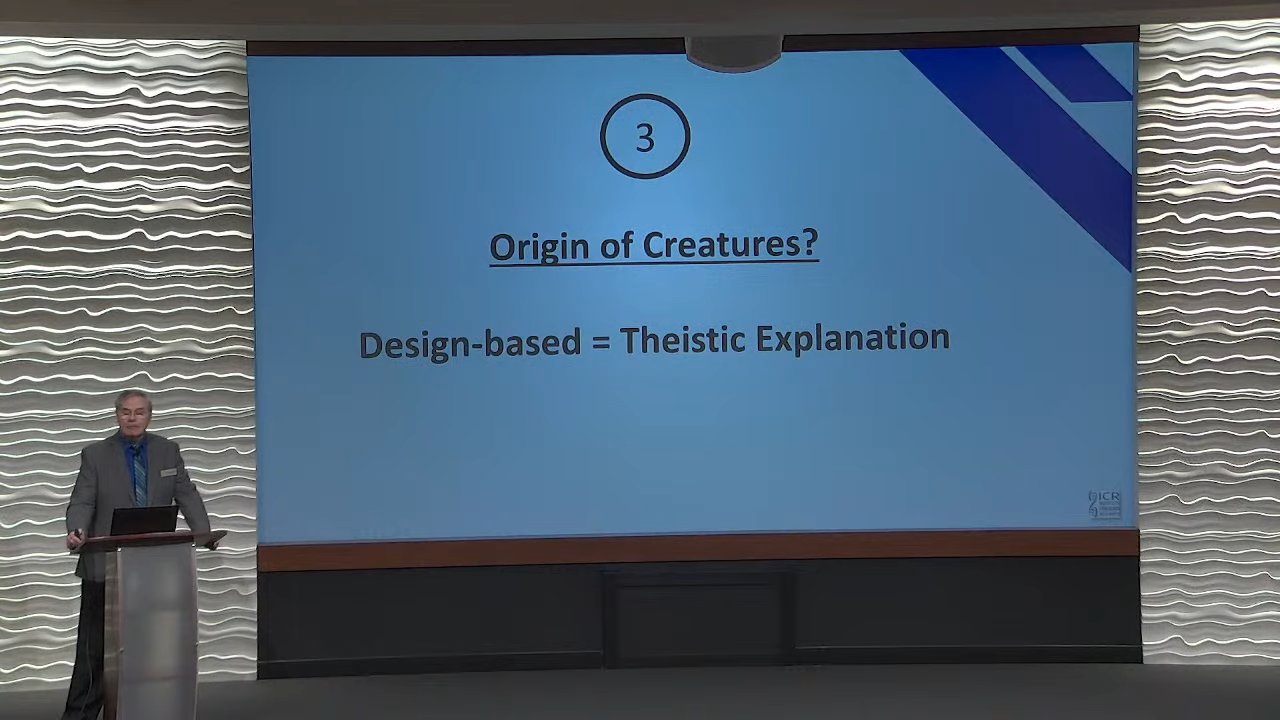 3
Origin of Creatures?
Design-based = Theistic Explanation
ICR